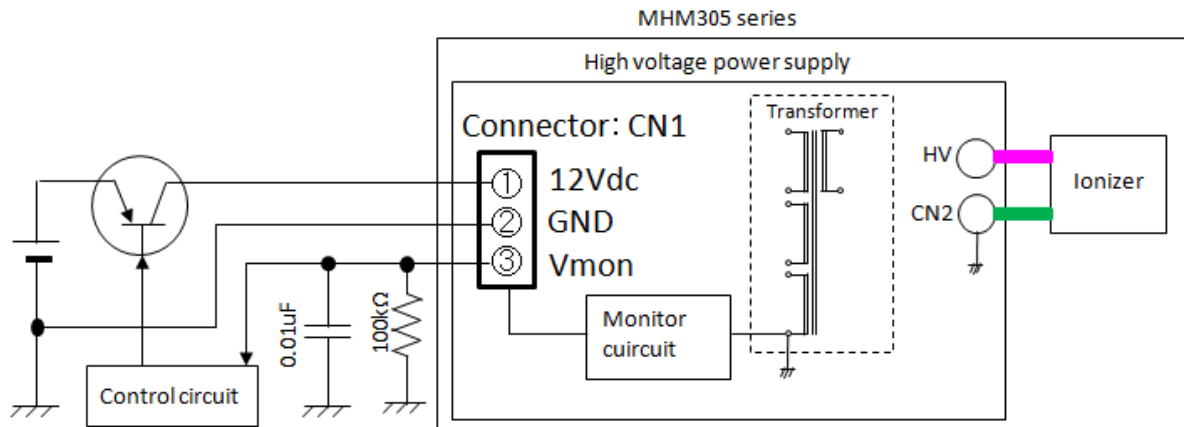 MHM305 series
High voltage power supply
Transformer
Connector: CN1
① 12Vdc
② GND
③ Vmon
HV
CN2
Ionizer
Monitor
cuircuit
0.01uF
100kΩ
Control circuit